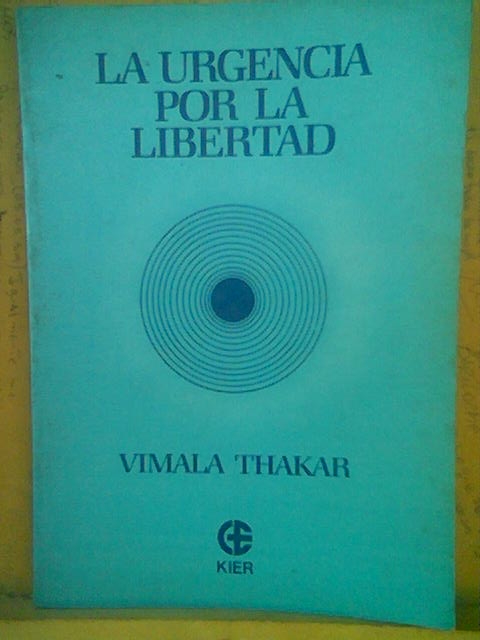 LA URGENCIA
POR LA
LIBERTAD
VIMALA THAKAR
KIER